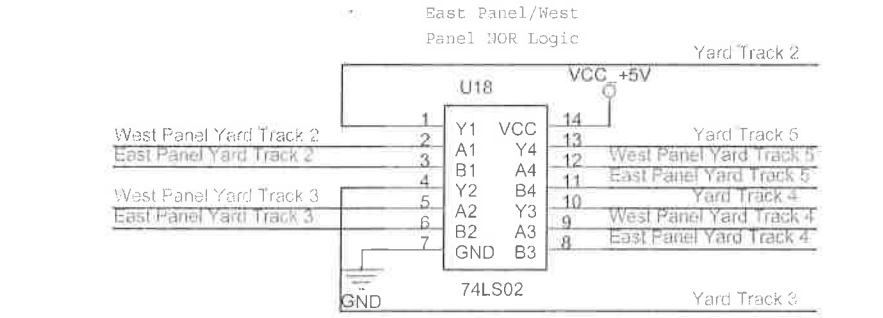 East Panel/West
Panel NOR Logic
Yard Track 2
VCC_+5V
U18
1 Y1 VCC 14
West Panel Yard Track 2 2 A1 Y4 13 Yard Track 5
East Panel Yard Track 2 3 B1 A4 12 West Panel Yard Track 5
4 Y2 B4 11 East Panel Yard Track 5
West Panel Yard Track 3 5 A2 Y3 10 Yard Track 4
East Panel Yard Track 3 6 B2 A3 9 West Panel Yard Track 4
7 GND B3 8 East Panel Yard Track 4
74LS02
GND
Yard Track 3